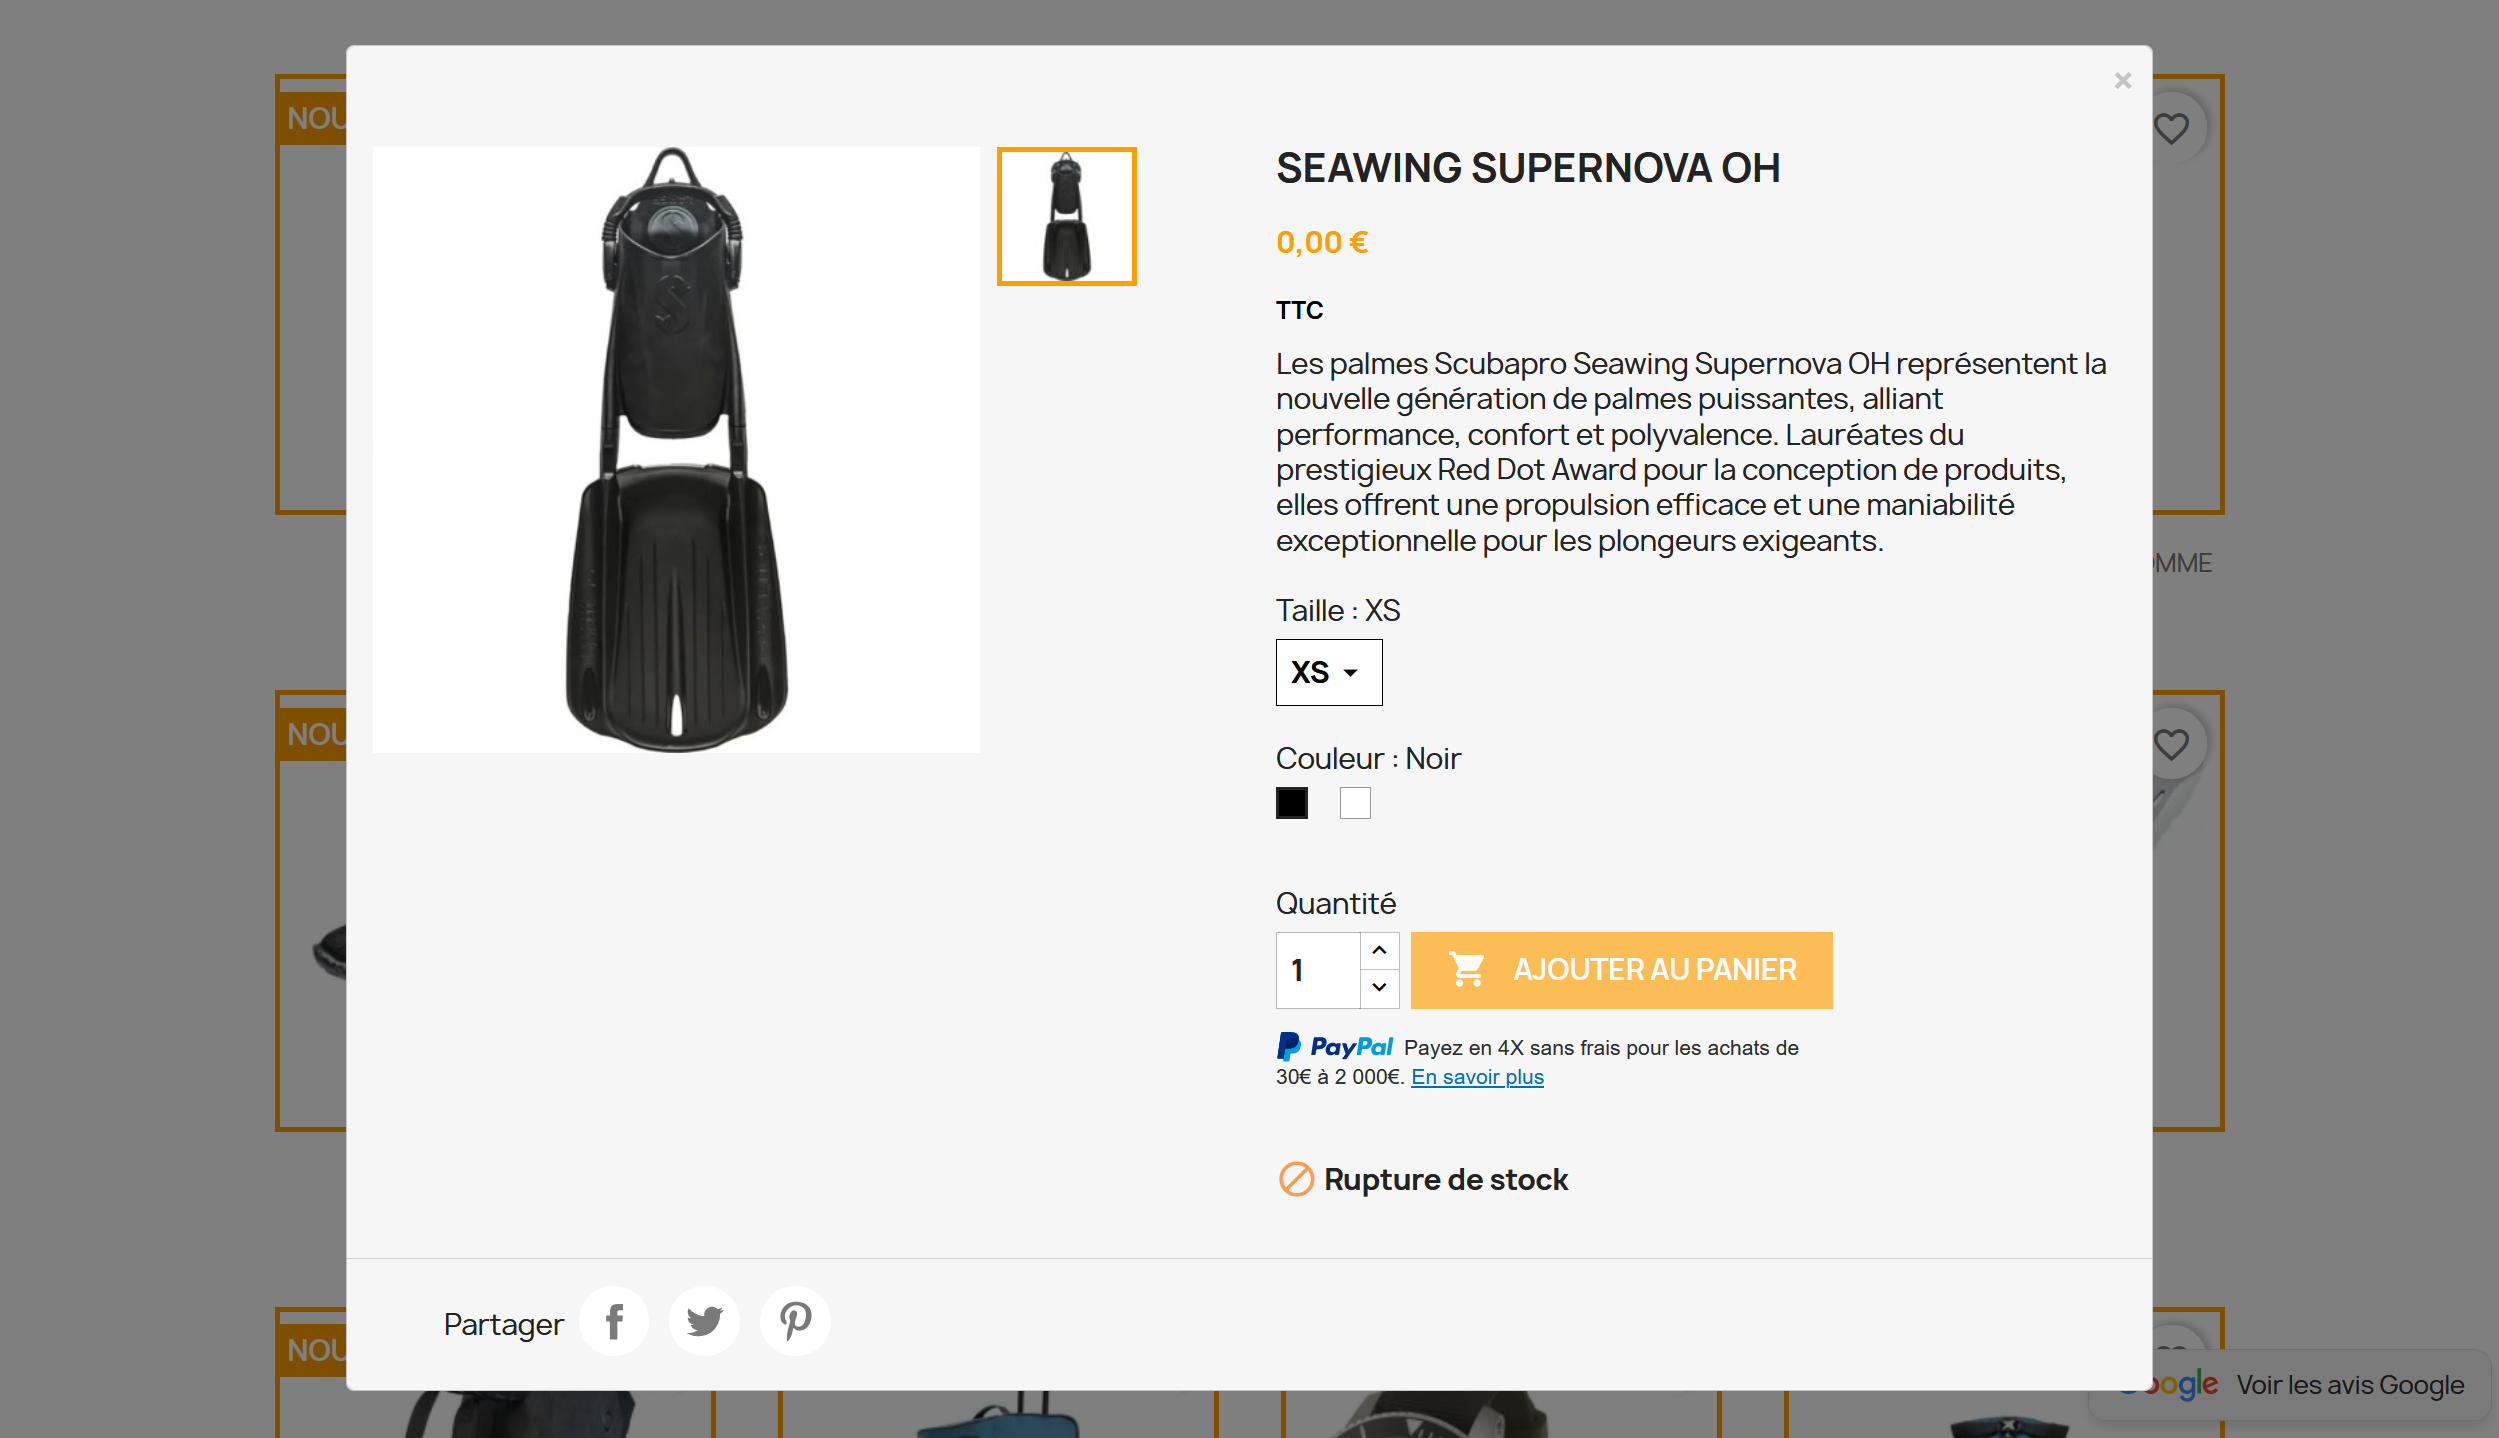 ×
NOU
SEAWING SUPERNOVA OH
0,00 €
TTC
Les palmes Scubapro Seawing Supernova OH représentent la
nouvelle génération de palmes puissantes, alliant
performance, confort et polyvalence. Lauréates du
prestigieux Red Dot Award pour la conception de produits,
elles offrent une propulsion efficace et une maniabilité
exceptionnelle pour les plongeurs exigeants.
OMME
Taille : XS
XS
NOU
Couleur : Noir
Quantité
1
AJOUTER AU PANIER
PayPal Payez en 4X sans frais pour les achats de
30€ à 2 000€. En savoir plus
Rupture de stock
Partager
NOU
Google Voir les avis Google